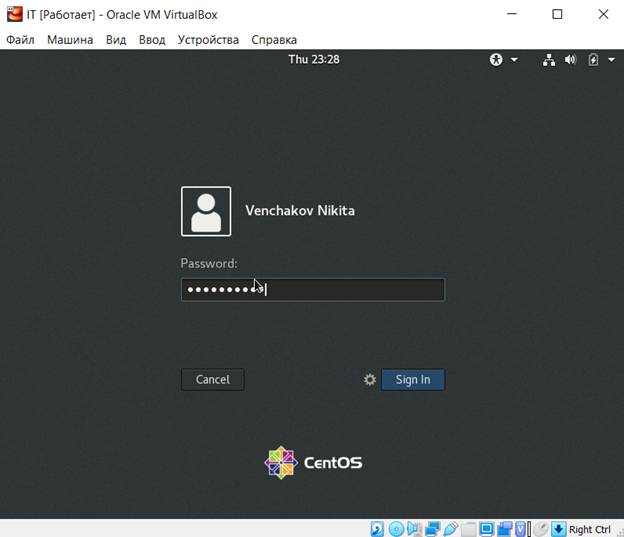 IT [Работает] - Oracle VM VirtualBox
Файл Машина Вид Ввод Устройства Справка
Thu 23:28
Venchakov Nikita
Password:
••••••••••
Cancel Sign In
CentOS
Right Ctrl